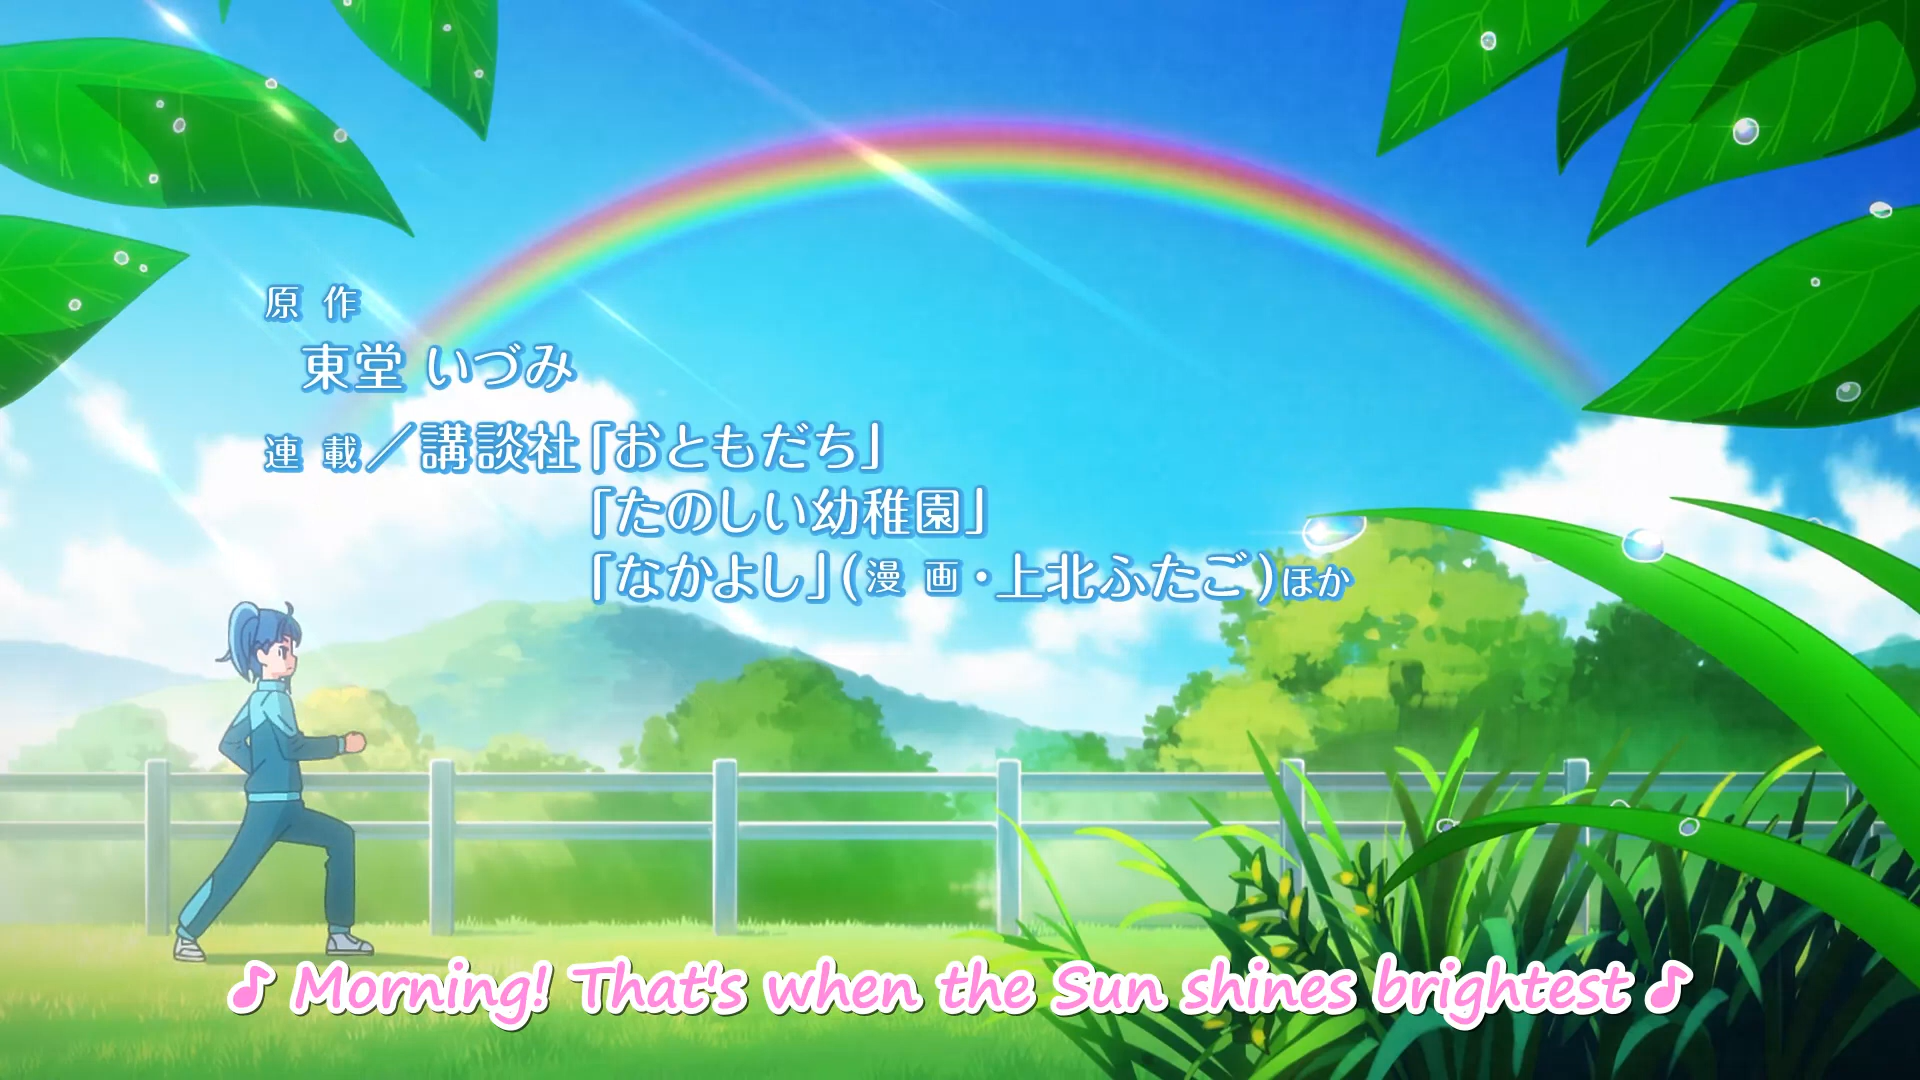 原 作
東堂 いづみ
連 載／講談社「おともだち」
「たのしい幼稚園」
「なかよし」(漫 画・上北ふたご)ほか
♪ Morning! That's when the Sun shines brightest ♪